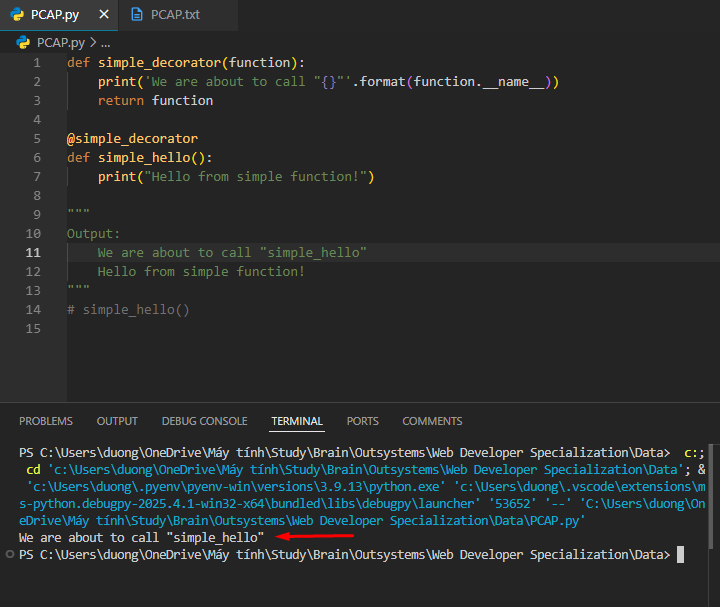 PCAP.py
PCAP.txt
PCAP.py > ...
1 def simple_decorator(function):
2 print('We are about to call "{}"'.format(function.__name__))
3 return function
4
5 @simple_decorator
6 def simple_hello():
7 print("Hello from simple function!")
8
9 """
10 Output:
11 We are about to call "simple_hello"
12 Hello from simple function!
13 """
14 # simple_hello()
15
PROBLEMS OUTPUT DEBUG CONSOLE TERMINAL PORTS COMMENTS
PS C:\Users\duong\OneDrive\Máy tính\Study\Brain\Outsystems\Web Developer Specialization\Data> c:;
cd 'c:\Users\duong\OneDrive\Máy tính\Study\Brain\Outsystems\Web Developer Specialization\Data'; &
'c:\Users\duong\.pyenv\pyenv-win\versions\3.9.13\python.exe' 'c:\Users\duong\.vscode\extensions\m
s-python.debugpy-2025.4.1-win32-x64\bundled\libs\debugpy\launcher' '53652' '--' 'C:\Users\duong\On
eDrive\Máy tính\Study\Brain\Outsystems\Web Developer Specialization\Data\PCAP.py'
We are about to call "simple_hello"
PS C:\Users\duong\OneDrive\Máy tính\Study\Brain\Outsystems\Web Developer Specialization\Data>